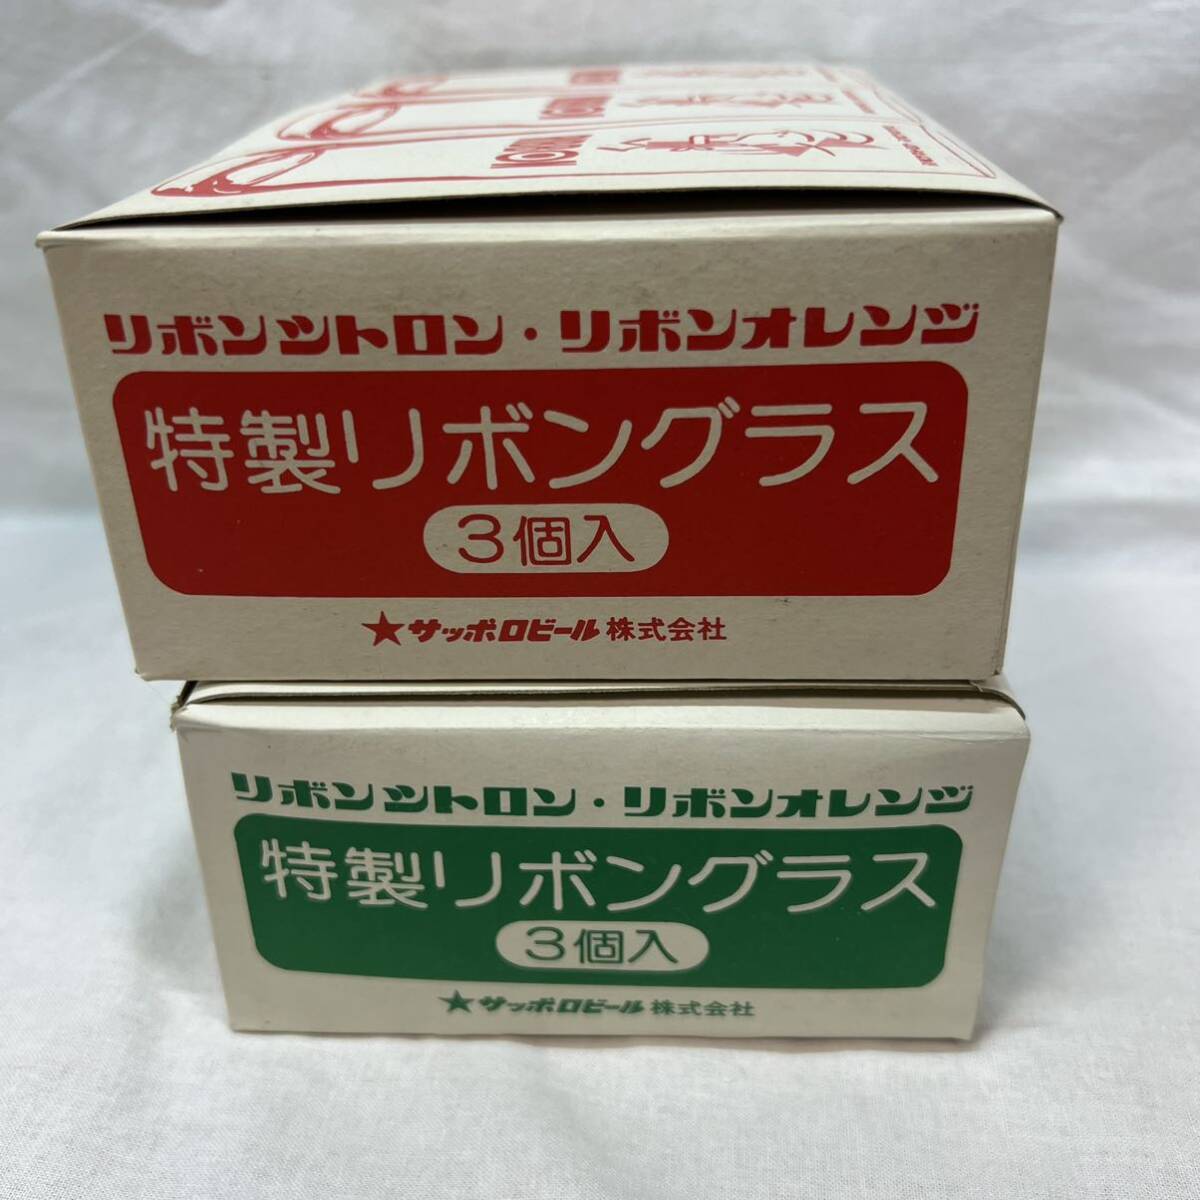 リボンシトロン・リボンオレンジ
特製リボングラス
3個入
★サッポロビール株式会社
リボンシトロン・リボンオレンジ
特製リボングラス
3個入
★サッポロビール株式会社